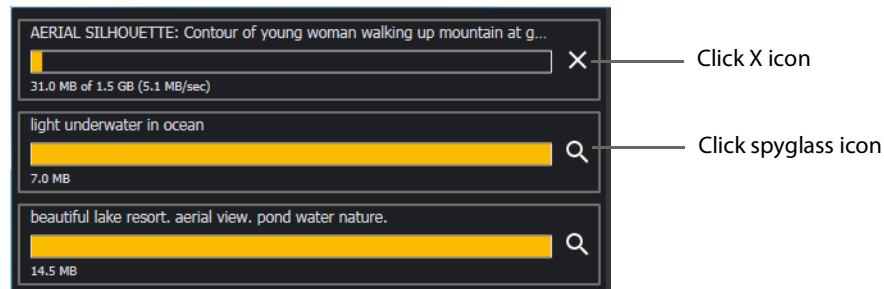 AERIAL SILHOUETTE: Contour of young woman walking up mountain at g...
Click X icon
31.0 MB of 1.5 GB (5.1 MB/sec)
light underwater in ocean
Click spyglass icon
7.0 MB
beautiful lake resort. aerial view. pond water nature.
14.5 MB